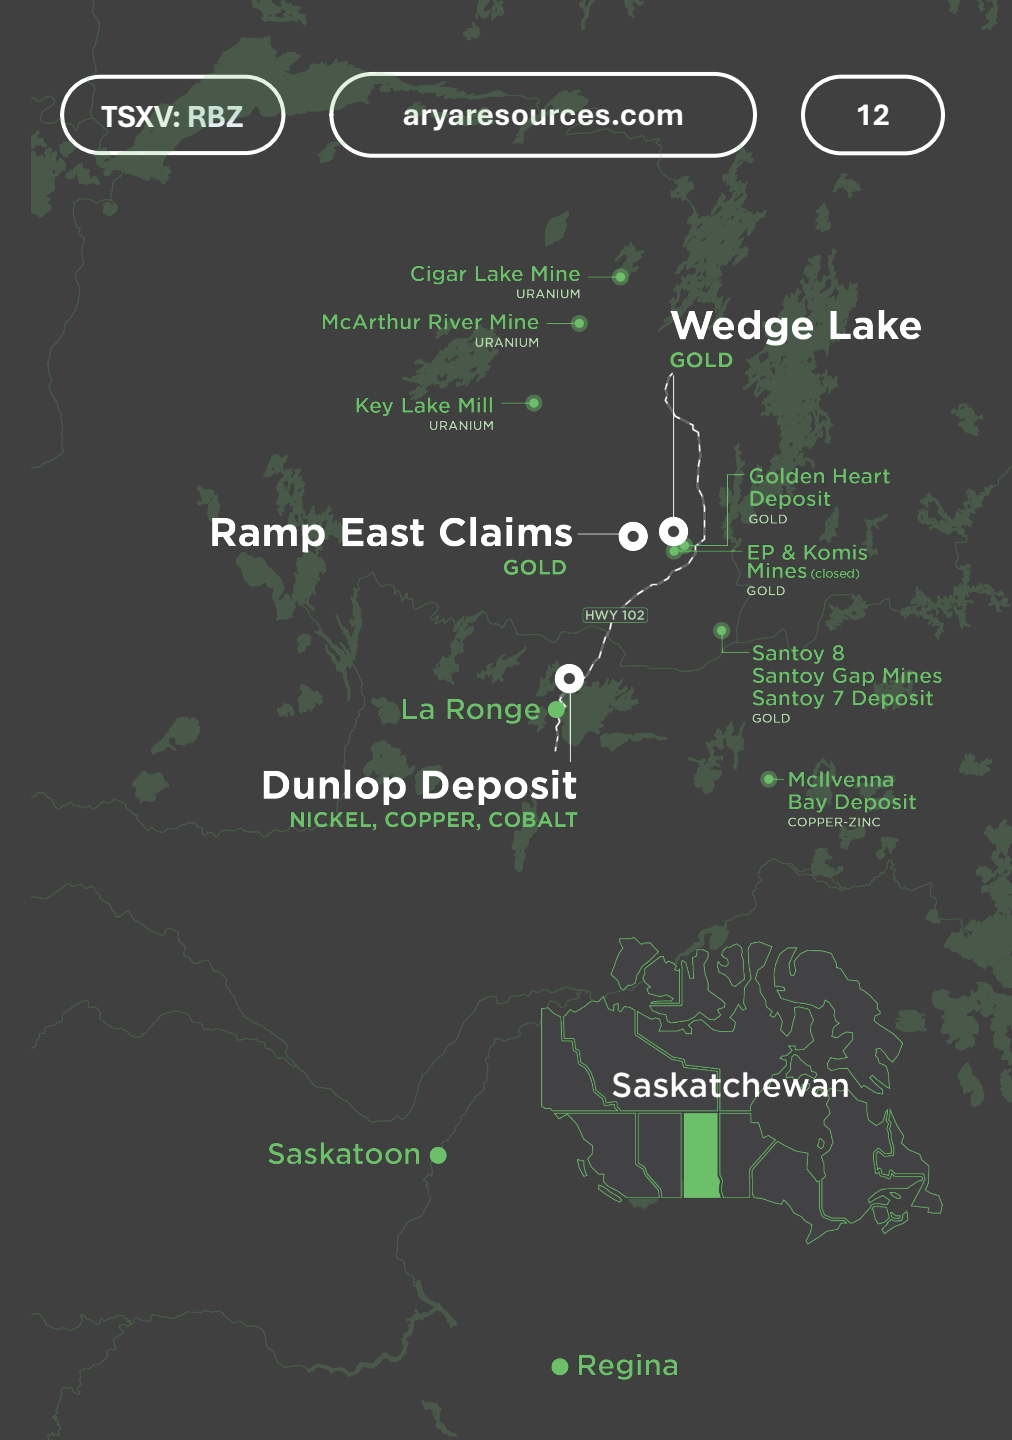 TSXV: RBZ
aryaresources.com
12
Cigar Lake Mine
URANIUM
McArthur River Mine
URANIUM
Wedge Lake
GOLD
Key Lake Mill
URANIUM
Golden Heart
Deposit
GOLD
Ramp East Claims
GOLD
EP & Komis
Mines (closed)
GOLD
HWY 102
Santoy 8
Santoy Gap Mines
Santoy 7 Deposit
GOLD
La Ronge
Dunlop Deposit
NICKEL, COPPER, COBALT
McIlvenna
Bay Deposit
COPPER-ZINC
Saskatchewan
Saskatoon
Regina